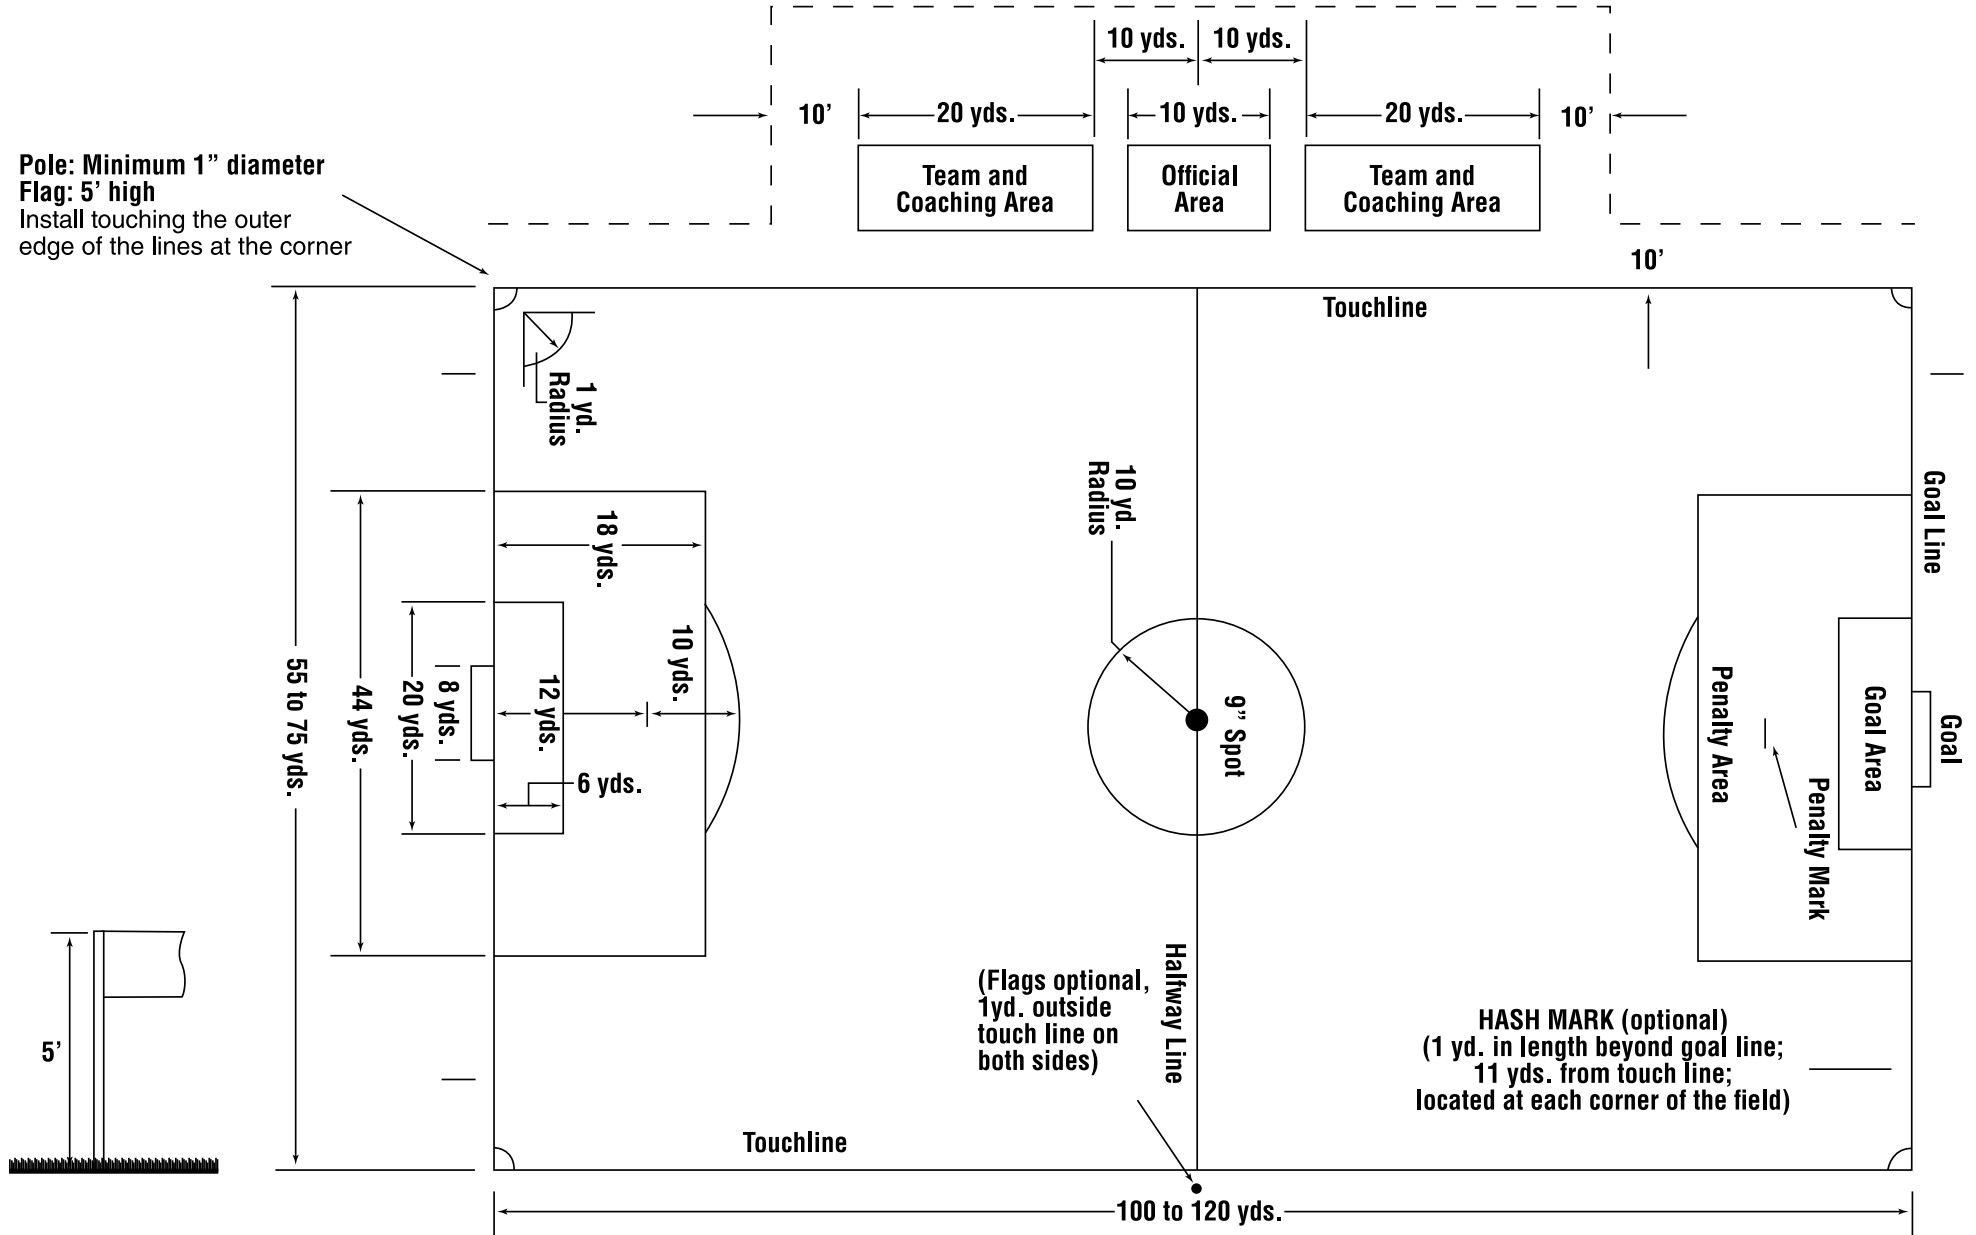 10 yds.
10 yds.
10’
20 yds.
10 yds.
20 yds.
10’
Pole: Minimum 1” diameter
Flag: 5’ high
Install touching the outer
edge of the lines at the corner
Team and
Coaching Area
Official
Area
Team and
Coaching Area
10’
Touchline
1 yd.
Radius
10 yd.
Radius
Goal Line
18 yds.
10 yds.
55 to 75 yds.
44 yds.
20 yds.
8 yds.
12 yds.
6 yds.
9” Spot
Penalty Area
Goal Area
Goal
Penalty Mark
Halfway Line
(Flags optional,
1yd. outside
touch line on
both sides)
HASH MARK (optional)
(1 yd. in length beyond goal line;
11 yds. from touch line;
located at each corner of the field)
5’
Touchline
100 to 120 yds.